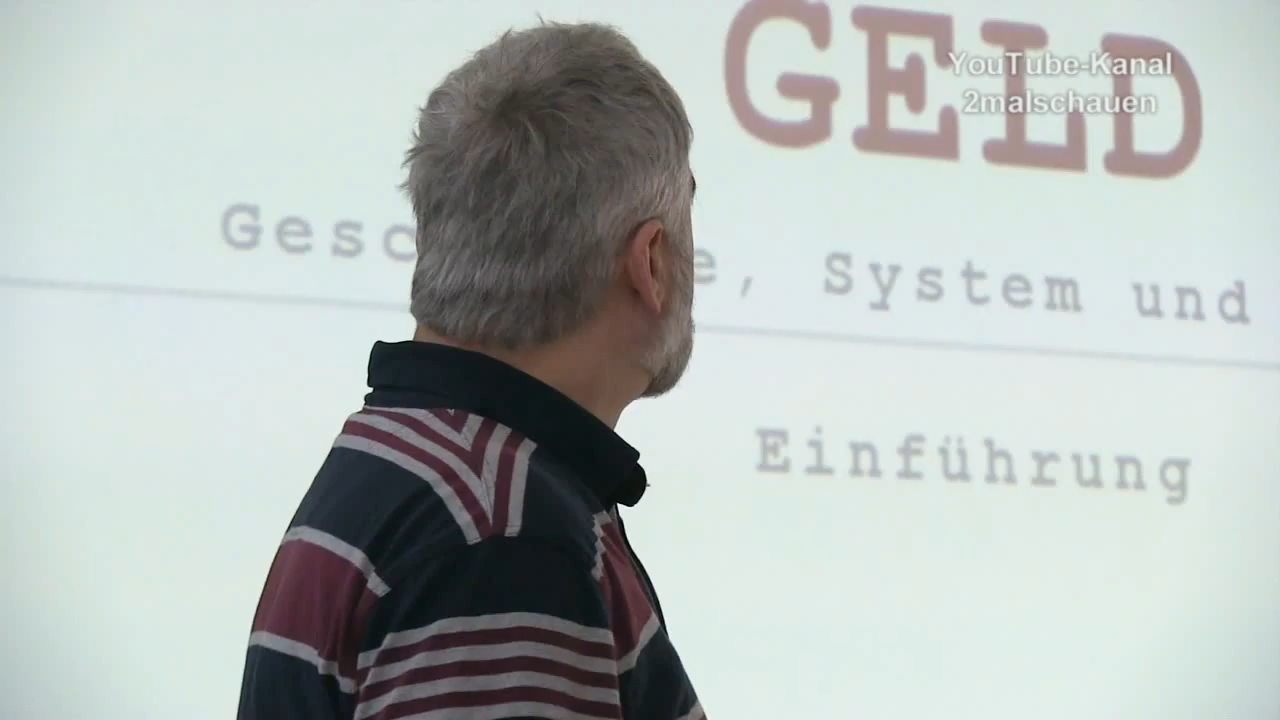 GELD
YouTube-Kanal
2malschauen
System und
Einführung